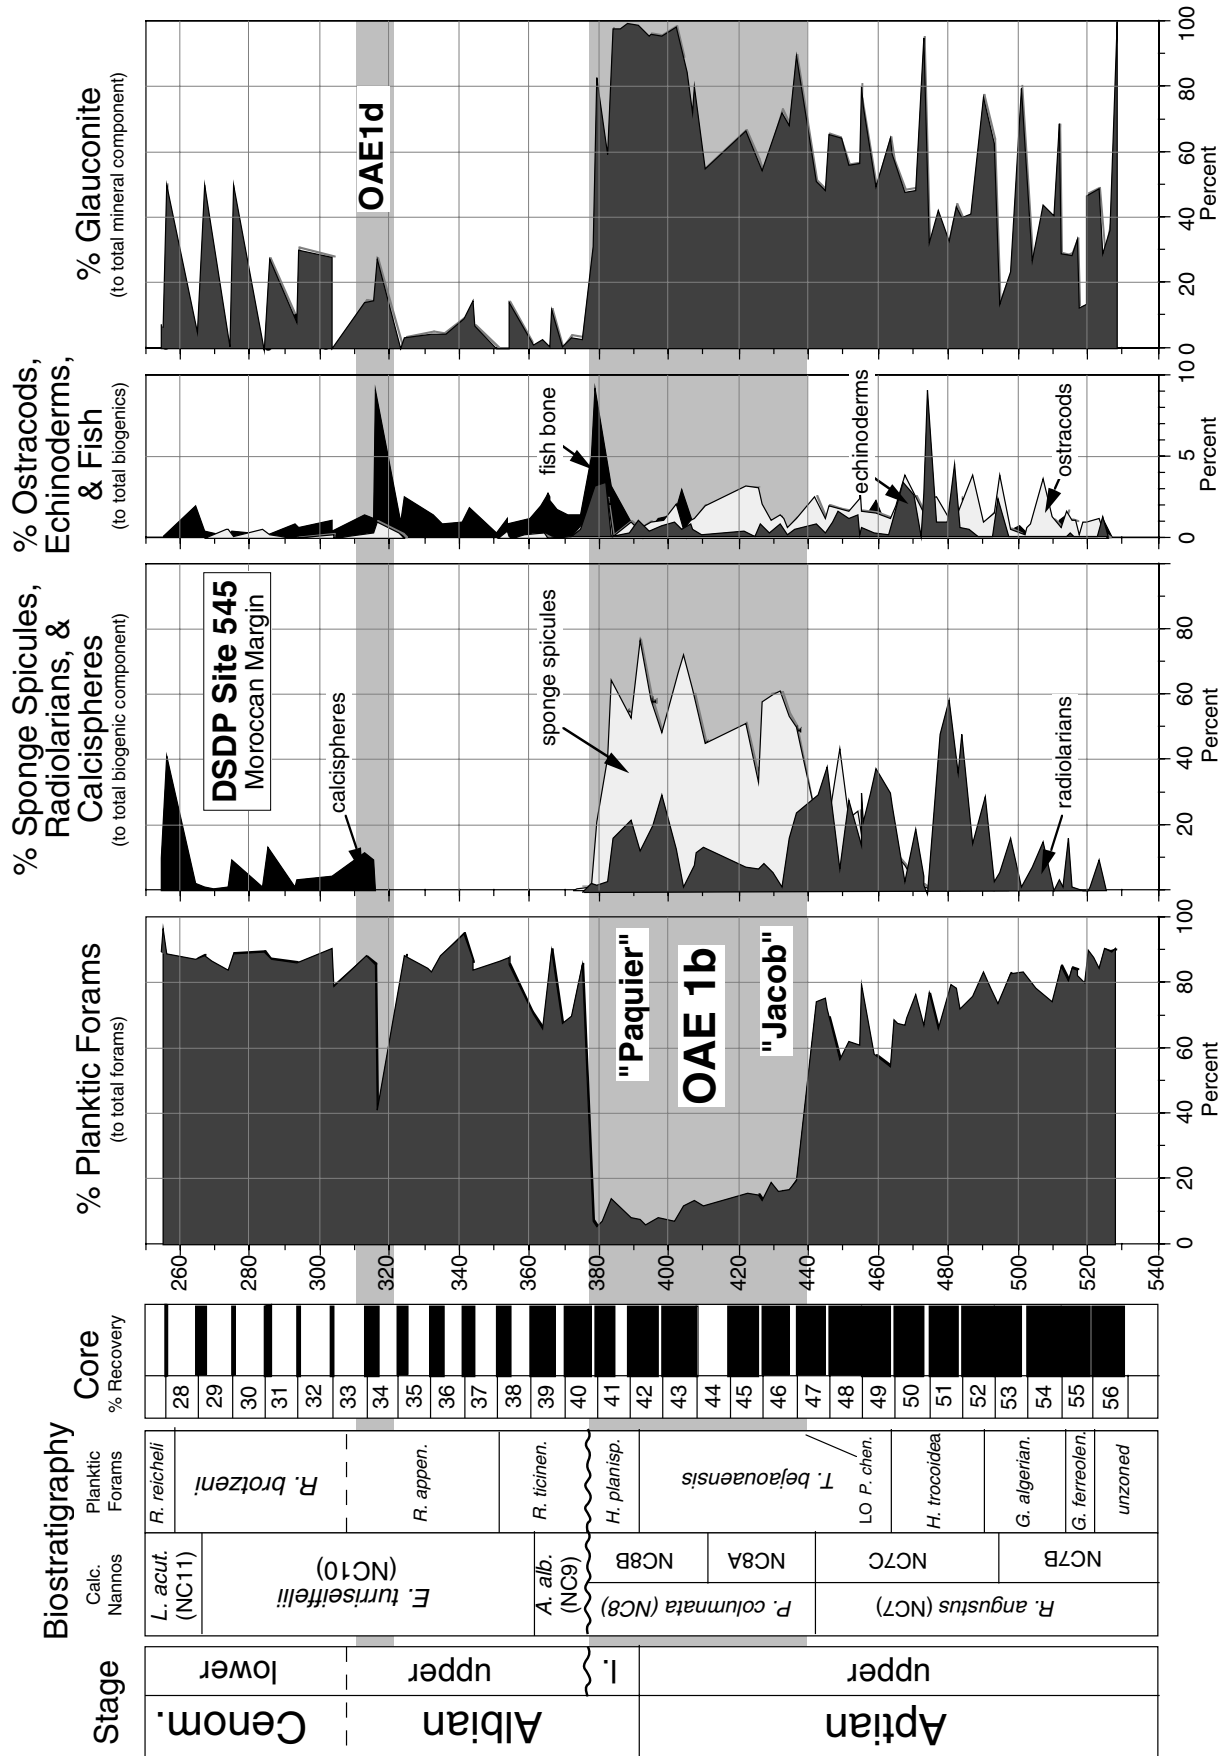 Stage
Cenom.
Albian
Aptian
lower
upper
l.
upper
Biostratigraphy
Calc.
Nannos
Planktic
Forams
L. acut.
(NC11)
E. turriseiffelii
(NC10)
A. alb.
(NC9)
P. columnata (NC8)
R. angustus (NC7)
NC8B
NC8A
NC7C
NC7B
R. reicheli
R. brotzeni
R. appen.
R. ticinen.
H. planisp.
T. bejaouaensis
LO P. chen.
H. trocoidea
G. algerian.
G. ferreolen.
unzoned
Core
% Recovery
28
29
30
31
32
33
34
35
36
37
38
39
40
41
42
43
44
45
46
47
48
49
50
51
52
53
54
55
56
260
280
300
320
340
360
380
400
420
440
460
480
500
520
540
% Planktic Forams
(to total forams)
"Paquier"
OAE 1b
"Jacob"
0
20
40
60
80
100
Percent
% Sponge Spicules,
Radiolarians, &
Calcispheres
(to total biogenic component)
DSDP Site 545
Moroccan Margin
calcispheres
sponge spicules
radiolarians
0
20
40
60
80
Percent
% Ostracods,
Echinoderms,
& Fish
(to total biogenics)
fish bone
echinoderms
ostracods
0
5
10
Percent
% Glauconite
(to total mineral component)
OAE1d
0
20
40
60
80
100
Percent